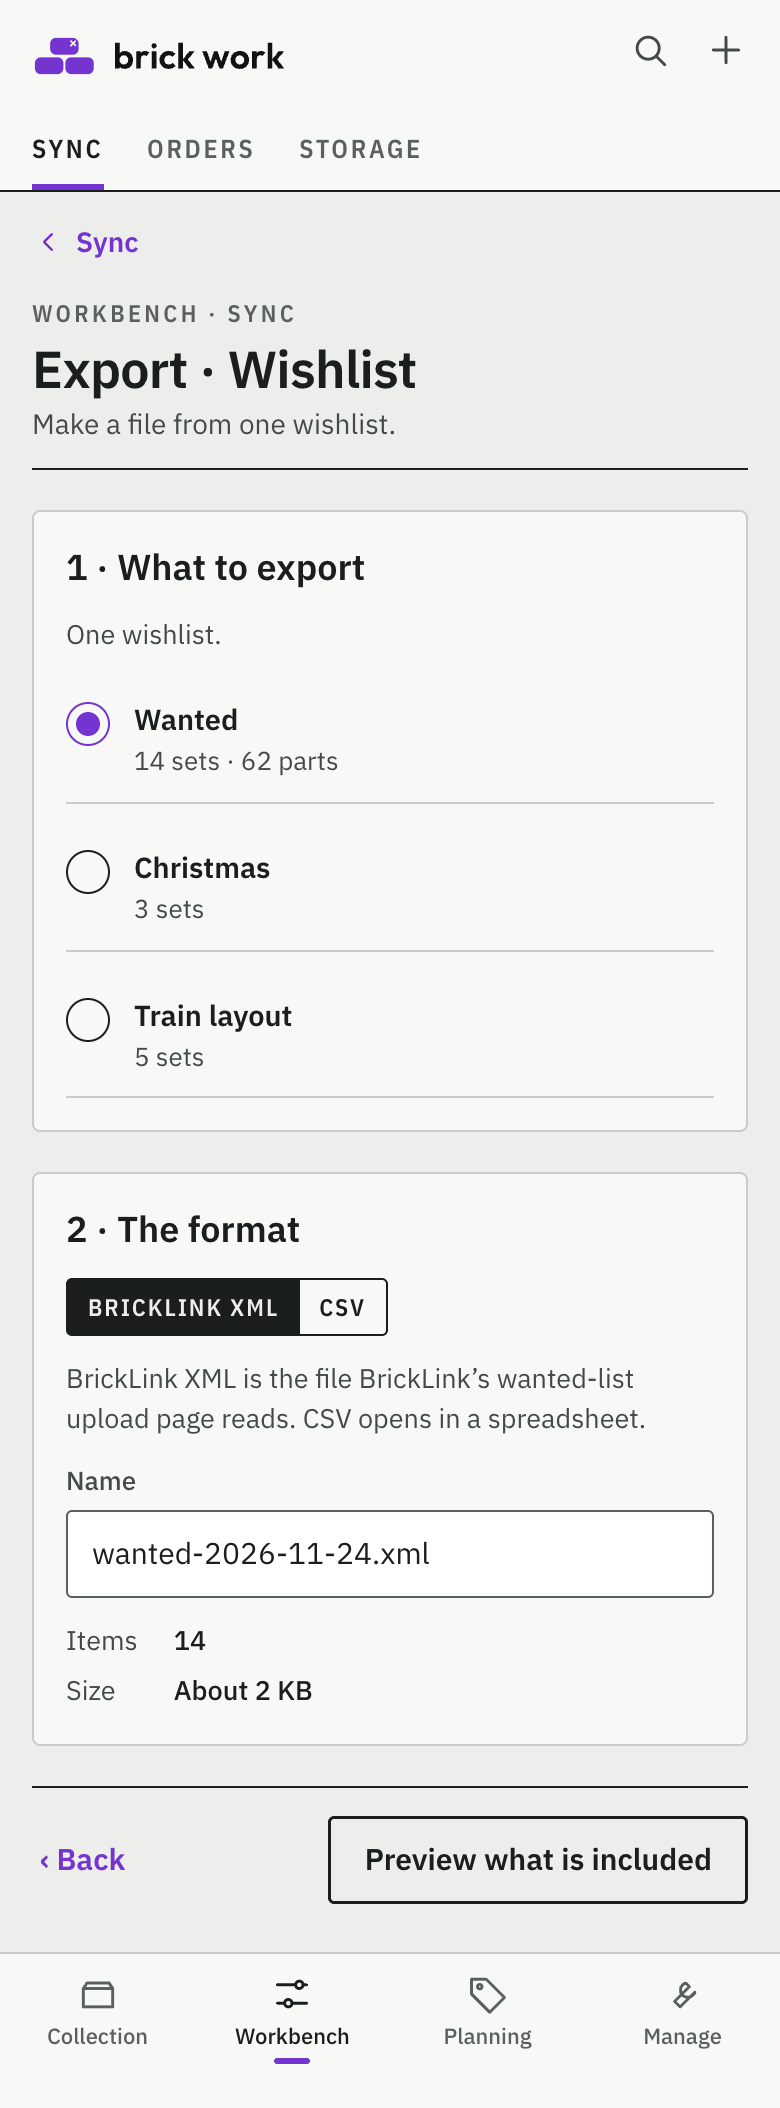 brick work
SYNC ORDERS STORAGE
Sync
WORKBENCH · SYNC
Export · Wishlist
Make a file from one wishlist.
1 · What to export
One wishlist.
Wanted
14 sets · 62 parts
Christmas
3 sets
Train layout
5 sets
2 · The format
BRICKLINK XML CSV
BrickLink XML is the file BrickLink’s wanted-list
upload page reads. CSV opens in a spreadsheet.
Name
wanted-2026-11-24.xml
Items 14
Size About 2 KB
‹ Back Preview what is included
Collection Workbench Planning Manage